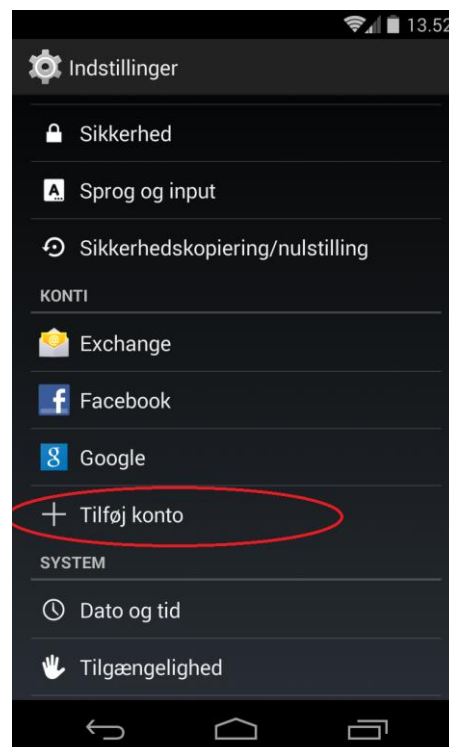 13.52
Indstillinger
Sikkerhed
A
Sprog og input
Sikkerhedskopiering/nulstilling
KONTI
Exchange
f Facebook
8 Google
Tilføj konto
SYSTEM
Dato og tid
Tilgængelighed